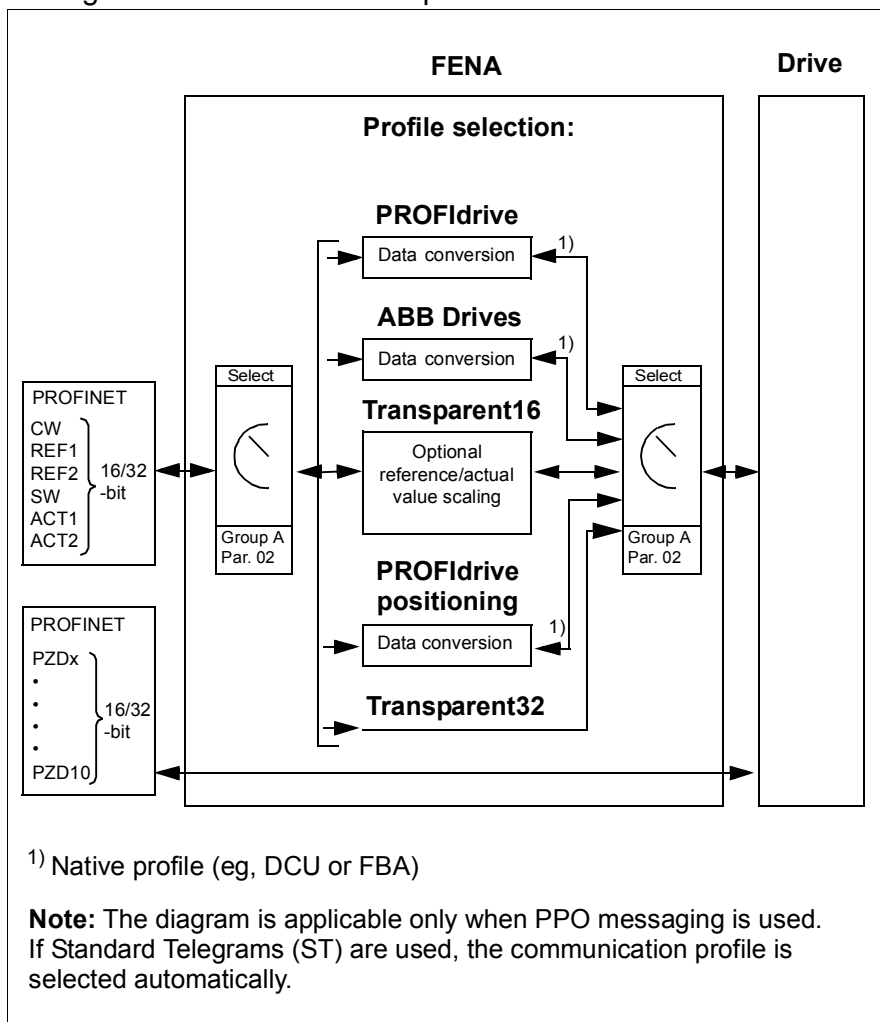 FENA
Drive
Profile selection:
PROFIdrive
1)
Data conversion
ABB Drives
1)
Data conversion
Select
Select
Transparent16
Optional
reference/actual
value scaling
PROFINET
CW
REF1
REF2
SW
ACT1
ACT2
16/32
-bit
Group A
Par. 02
Group A
Par. 02
PROFIdrive
positioning
1)
Data conversion
PROFINET
PZDx
•
•
•
•
PZD10
16/32
-bit
Transparent32
1) Native profile (eg, DCU or FBA)
Note: The diagram is applicable only when PPO messaging is used.
If Standard Telegrams (ST) are used, the communication profile is
selected automatically.